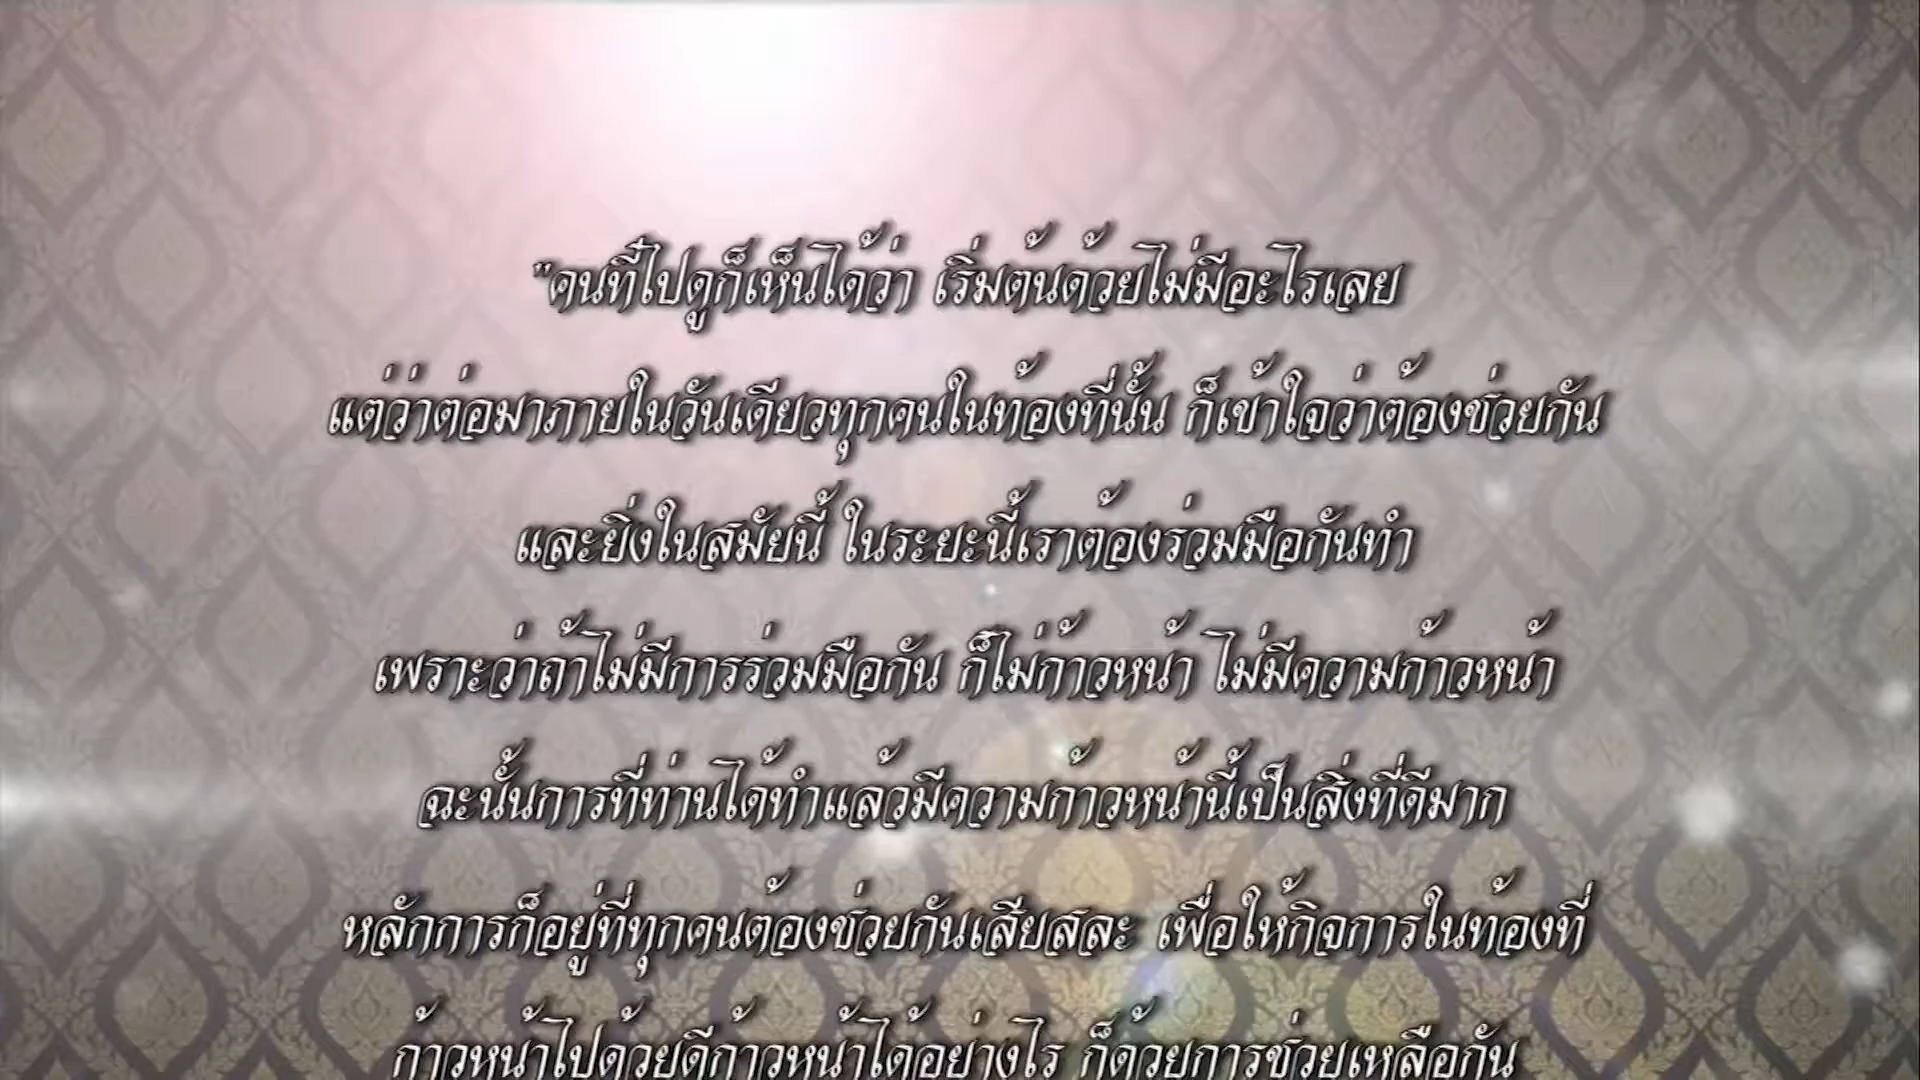 "คนที่ไปดูก็เห็นได้ว่า เริ่มต้นด้วยไม่มีอะไรเลย
แต่ว่าต่อมาภายในวันเดียวทุกคนในท้องที่นั้น ก็เข้าใจว่าต้องช่วยกัน
และยิ่งในสมัยนี้ ในระยะนี้เราต้องร่วมมือกันทำ
เพราะว่าถ้าไม่มีการร่วมมือกัน ก็ไม่ก้าวหน้า ไม่มีความก้าวหน้า
ฉะนั้นการที่ท่านได้ทำแล้วมีความก้าวหน้านี้เป็นสิ่งที่ดีมาก
หลักการก็อยู่ที่ทุกคนต้องช่วยกันเสียสละ เพื่อให้กิจการในท้องที่
ก้าวหน้าไปด้วยดีก้าวหน้าได้อย่างไร ก็ด้วยการช่วยเหลือกัน